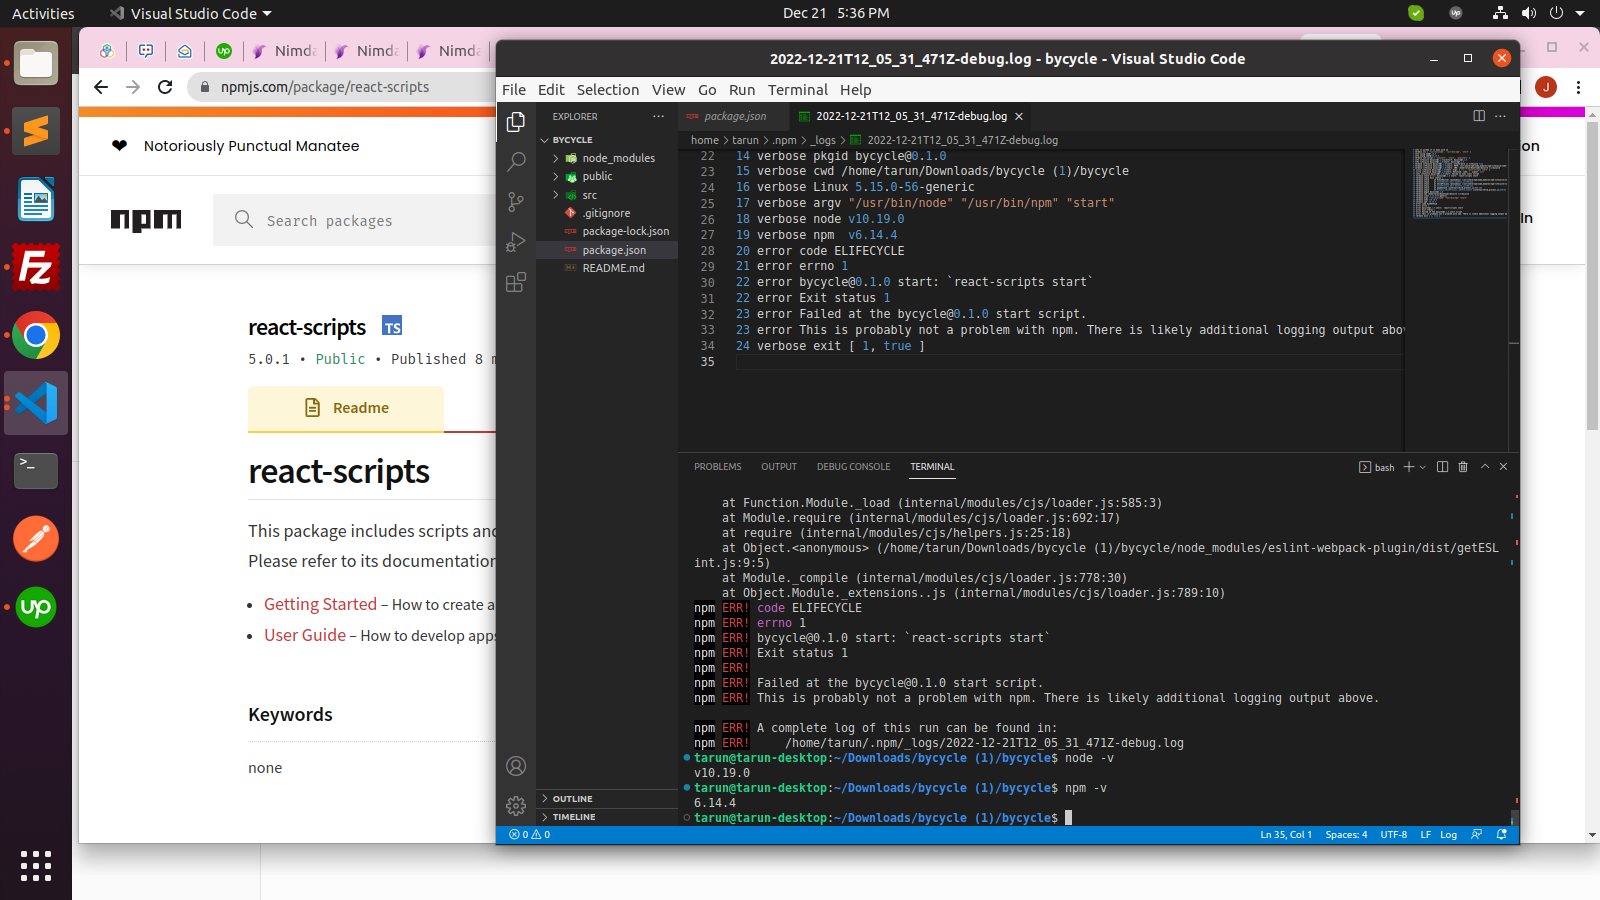 Activities
Visual Studio Code
Dec 21 5:36 PM
up
up
Nimda
Nimda
Nimda
npmjs.com/package/react-scripts
J
Notoriously Punctual Manatee
on
npm
Search packages
In
react-scripts TS
5.0.1 • Public • Published 8 m
Readme
react-scripts
This package includes scripts and
Please refer to its documentation
• Getting Started – How to create a
• User Guide – How to develop apps
Keywords
none
2022-12-21T12_05_31_471Z-debug.log - bycycle - Visual Studio Code
File Edit Selection View Go Run Terminal Help
EXPLORER
BYCYCLE
node_modules
public
src
.gitignore
package-lock.json
package.json
README.md
OUTLINE
TIMELINE
package.json
2022-12-21T12_05_31_471Z-debug.log
home > tarun > .npm > _logs > 2022-12-21T12_05_31_471Z-debug.log
22 14 verbose pkgid bycycle@0.1.0
23 15 verbose cwd /home/tarun/Downloads/bycycle (1)/bycycle
24 16 verbose Linux 5.15.0-56-generic
25 17 verbose argv "/usr/bin/node" "/usr/bin/npm" "start"
26 18 verbose node v10.19.0
27 19 verbose npm  v6.14.4
28 20 error code ELIFECYCLE
29 21 error errno 1
30 22 error bycycle@0.1.0 start: `react-scripts start`
31 22 error Exit status 1
32 23 error Failed at the bycycle@0.1.0 start script.
33 23 error This is probably not a problem with npm. There is likely additional logging output abov
34 24 verbose exit [ 1, true ]
35
PROBLEMS OUTPUT DEBUG CONSOLE TERMINAL
bash
at Function.Module._load (internal/modules/cjs/loader.js:585:3)
at Module.require (internal/modules/cjs/loader.js:692:17)
at require (internal/modules/cjs/helpers.js:25:18)
at Object.<anonymous> (/home/tarun/Downloads/bycycle (1)/bycycle/node_modules/eslint-webpack-plugin/dist/getESL
int.js:9:5)
at Module._compile (internal/modules/cjs/loader.js:778:30)
at Object.Module._extensions..js (internal/modules/cjs/loader.js:789:10)
npm ERR! code ELIFECYCLE
npm ERR! errno 1
npm ERR! bycycle@0.1.0 start: `react-scripts start`
npm ERR! Exit status 1
npm ERR!
npm ERR! Failed at the bycycle@0.1.0 start script.
npm ERR! This is probably not a problem with npm. There is likely additional logging output above.
npm ERR! A complete log of this run can be found in:
npm ERR!     /home/tarun/.npm/_logs/2022-12-21T12_05_31_471Z-debug.log
tarun@tarun-desktop:~/Downloads/bycycle (1)/bycycle$ node -v
v10.19.0
tarun@tarun-desktop:~/Downloads/bycycle (1)/bycycle$ npm -v
6.14.4
tarun@tarun-desktop:~/Downloads/bycycle (1)/bycycle$
0 0
Ln 35, Col 1 Spaces: 4 UTF-8 LF Log
Fz
up